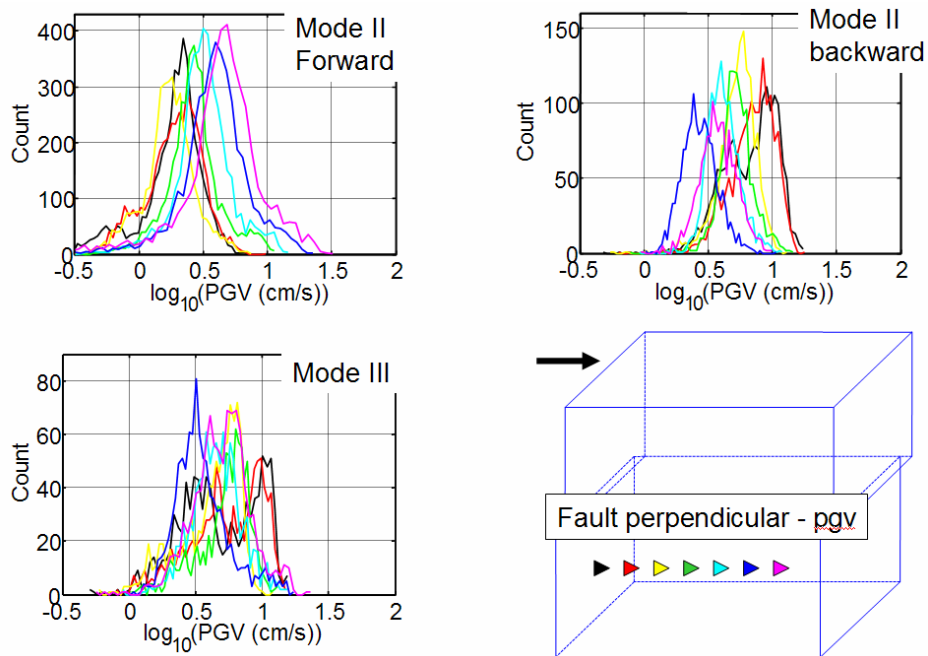 Mode II
Forward
400
300
200
100
0
Count
-0.5 0 0.5 1 1.5 2
log10(PGV (cm/s))
Mode II
backward
150
100
50
0
Count
0 0.5 1 1.5 2
log10(PGV (cm/s))
Mode III
80
60
40
20
0
Count
-0.5 0 0.5 1 1.5 2
log10(PGV (cm/s))
Fault perpendicular - pgv